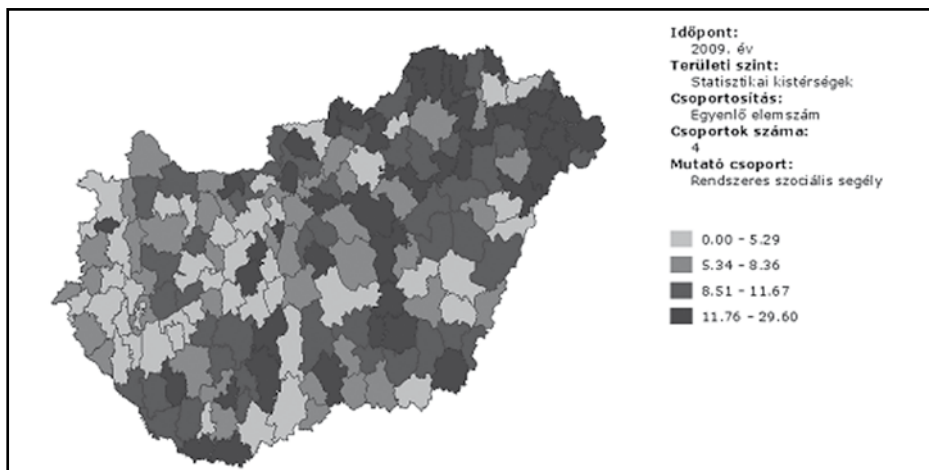 Időpont:
2009. év
Területi szint:
Statisztikai kistérségek
Csoportosítás:
Egyenlő elemszám
Csoportok száma:
4
Mutató csoport:
Rendszeres szociális segély
0.00 - 5.29
5.34 - 8.36
8.51 - 11.67
11.76 - 29.60